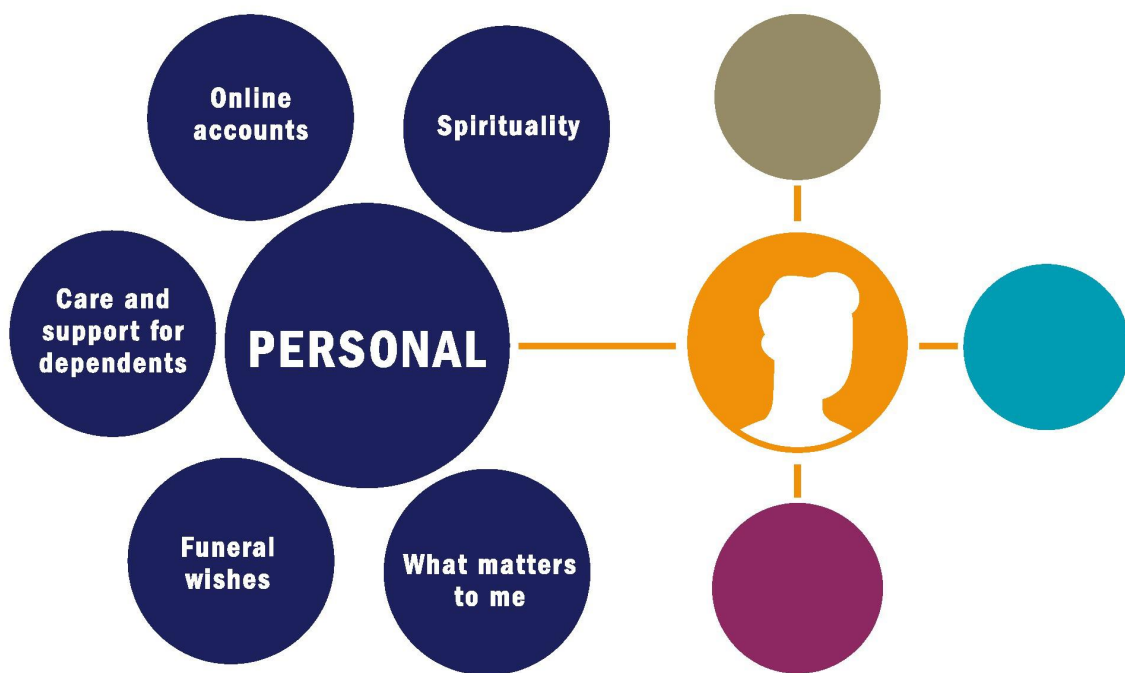 Online
accounts
Spirituality
Care and
support for
dependents
PERSONAL
Funeral
wishes
What matters
to me